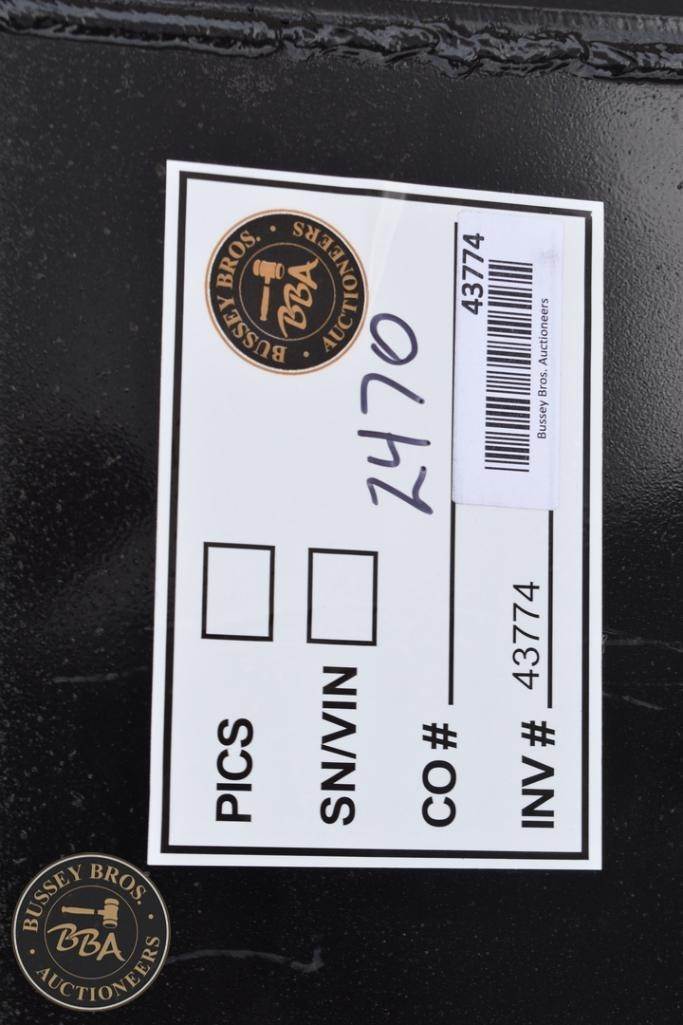 BUSSEY BROS. · AUCTIONEERS ·
BBA
PICS
SN/VIN
2470
CO #
43774
Bussey Bros. Auctioneers
INV # 43774
BUSSEY BROS. · AUCTIONEERS ·
BBA